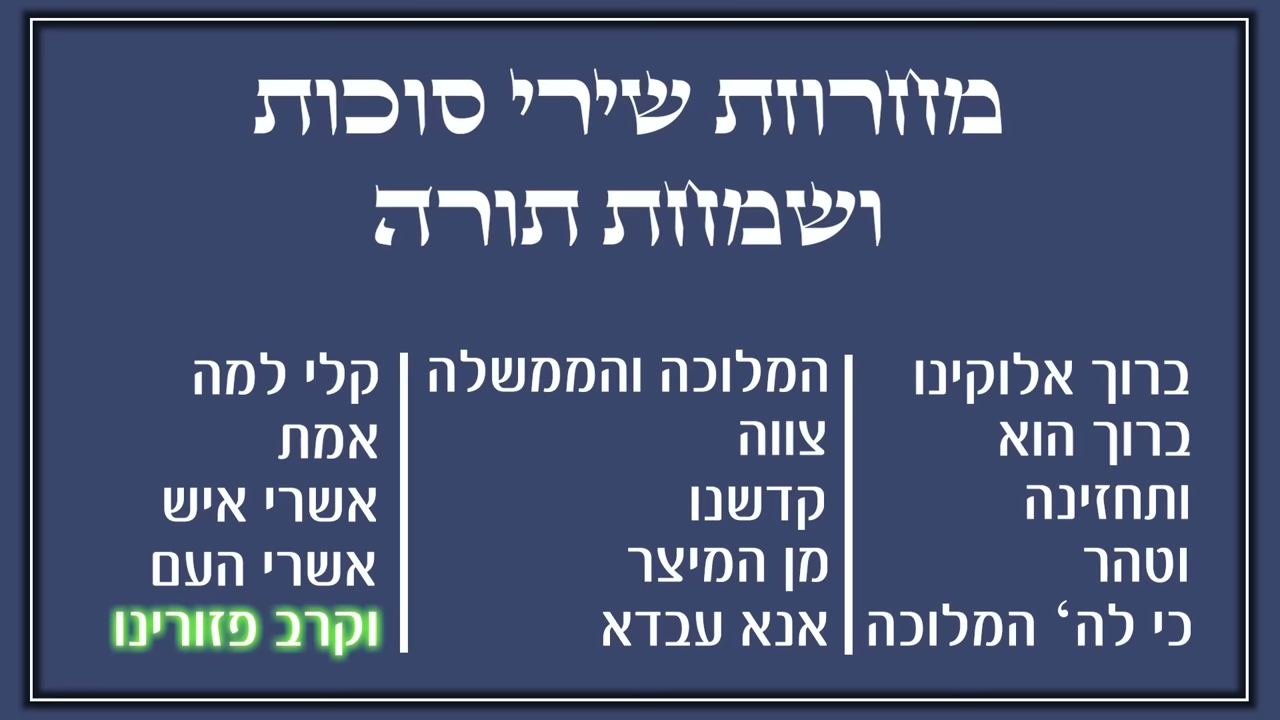 מחרוזת שירי סוכות
ושמחת תורה
ברוך אלוקינו
ברוך הוא
ותחזינה
וטהר
כי לה‘ המלוכה
המלוכה והממשלה
צווה
קדשנו
מן המיצר
אנא עבדא
קלי למה
אמת
אשרי איש
אשרי העם
וקרב פזורינו